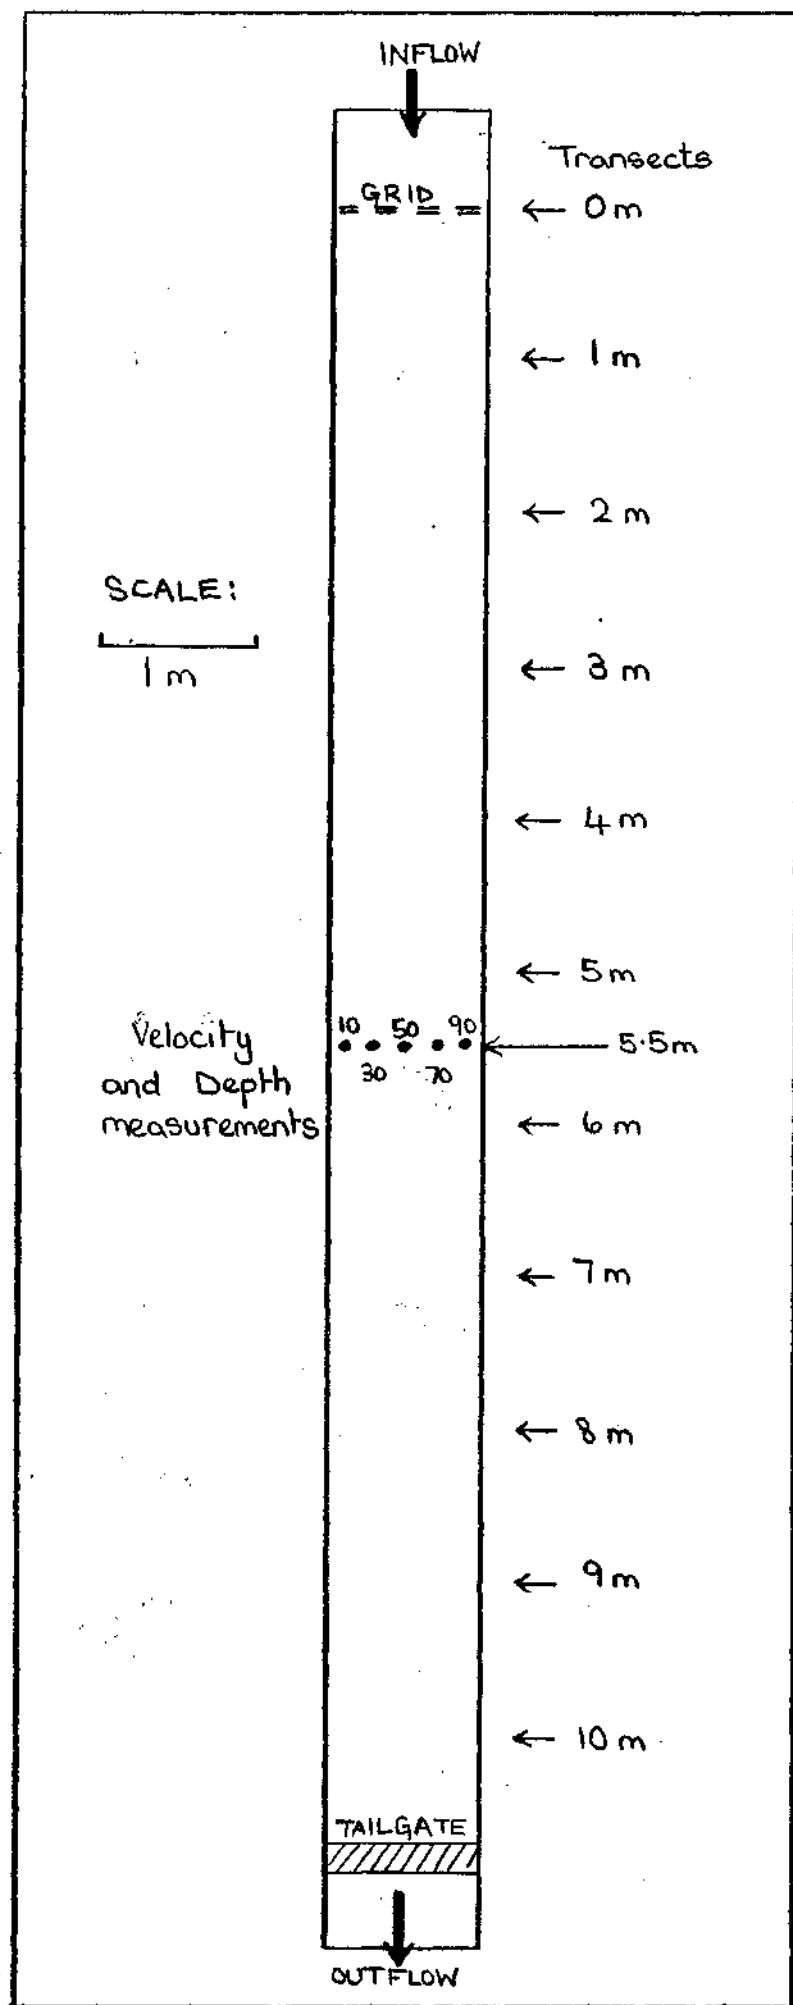 INFLOW
Transects
GRID
0m
1m
2m
SCALE:
1m
3m
4m
5m
Velocity
and Depth
measurements
10 50 90
30 70
5.5m
6m
7m
8m
9m
10m
TAILGATE
OUTFLOW